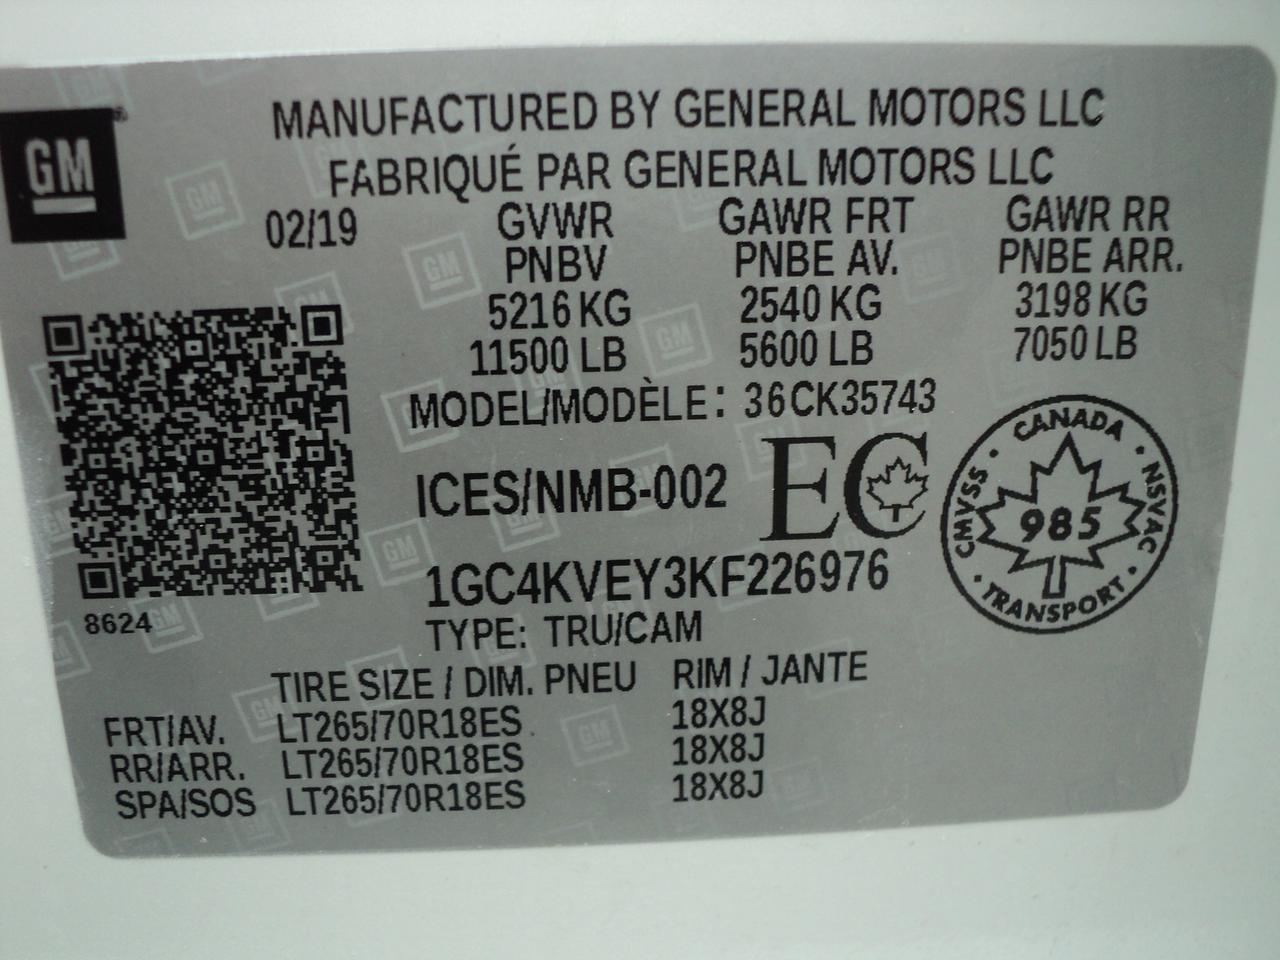 GM
MANUFACTURED BY GENERAL MOTORS LLC
FABRIQUÉ PAR GENERAL MOTORS LLC
02/19 GVWR GAWR FRT GAWR RR
PNBV PNBE AV. PNBE ARR.
5216 KG 2540 KG 3198 KG
11500 LB 5600 LB 7050 LB
MODEL/MODÈLE: 36CK35743
ICES/NMB-002 EC
CANADA
CMVSS 985 NSVAC
TRANSPORT
1GC4KVEY3KF226976
8624
TYPE: TRU/CAM
TIRE SIZE / DIM. PNEU RIM / JANTE
FRT/AV. LT265/70R18ES 18X8J
RR/ARR. LT265/70R18ES 18X8J
SPA/SOS LT265/70R18ES 18X8J